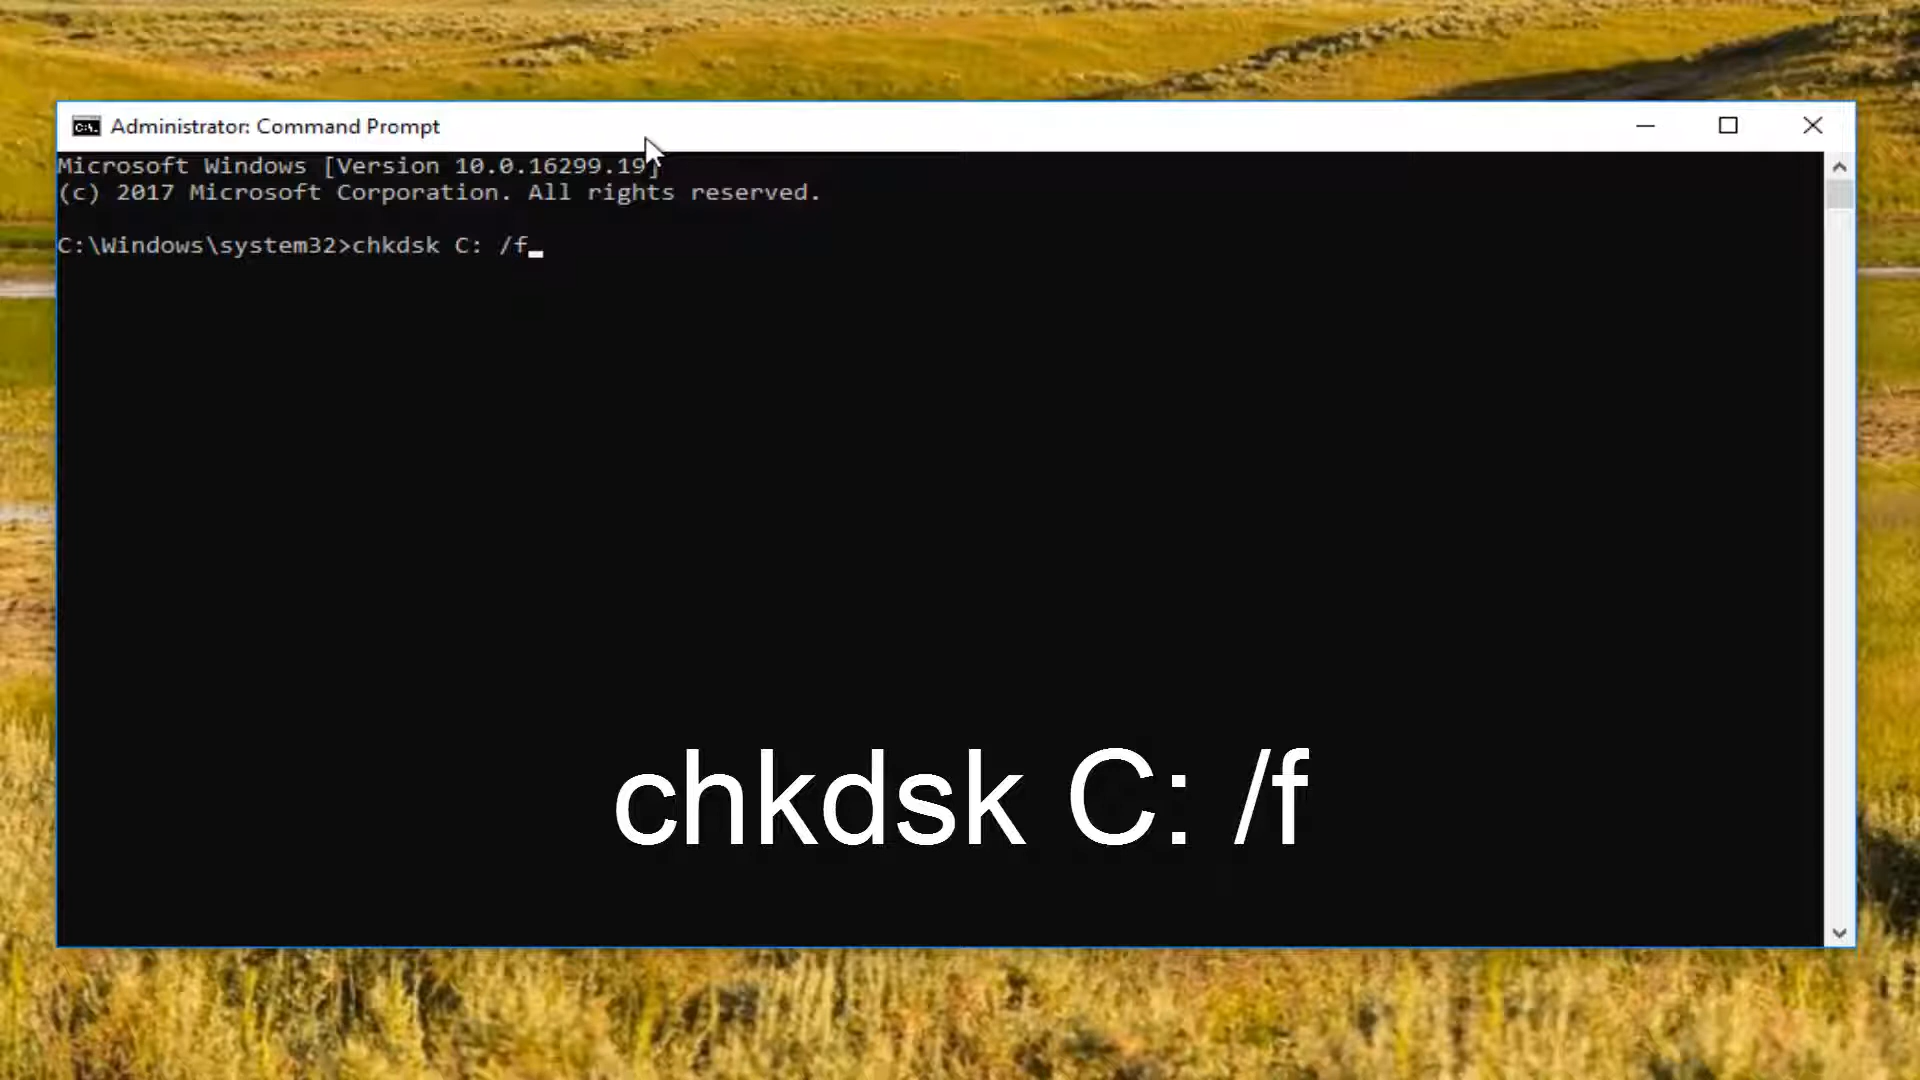 Administrator: Command Prompt
Microsoft Windows [Version 10.0.16299.19]
(c) 2017 Microsoft Corporation. All rights reserved.
C:\Windows\system32>chkdsk C: /f
chkdsk C: /f